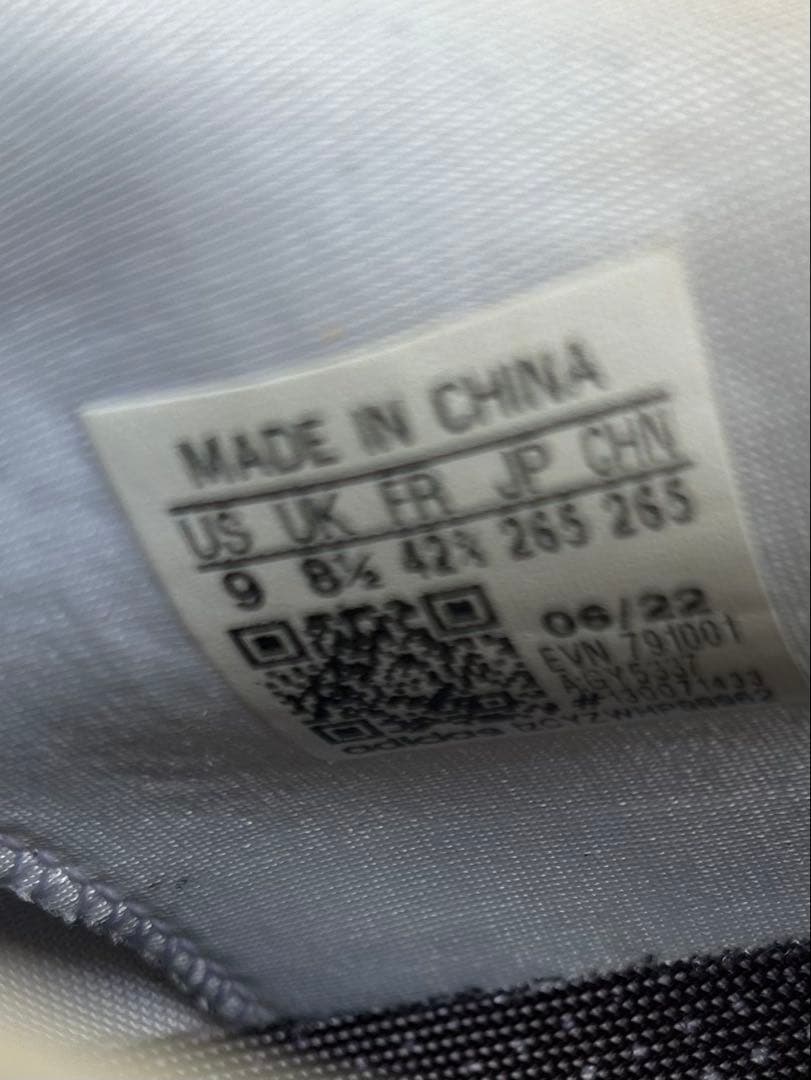 MADE IN CHINA
US UK FR JP CHN
9 8½ 42⅔ 265 265
06/22
EVN 791001
#130071433
adidas